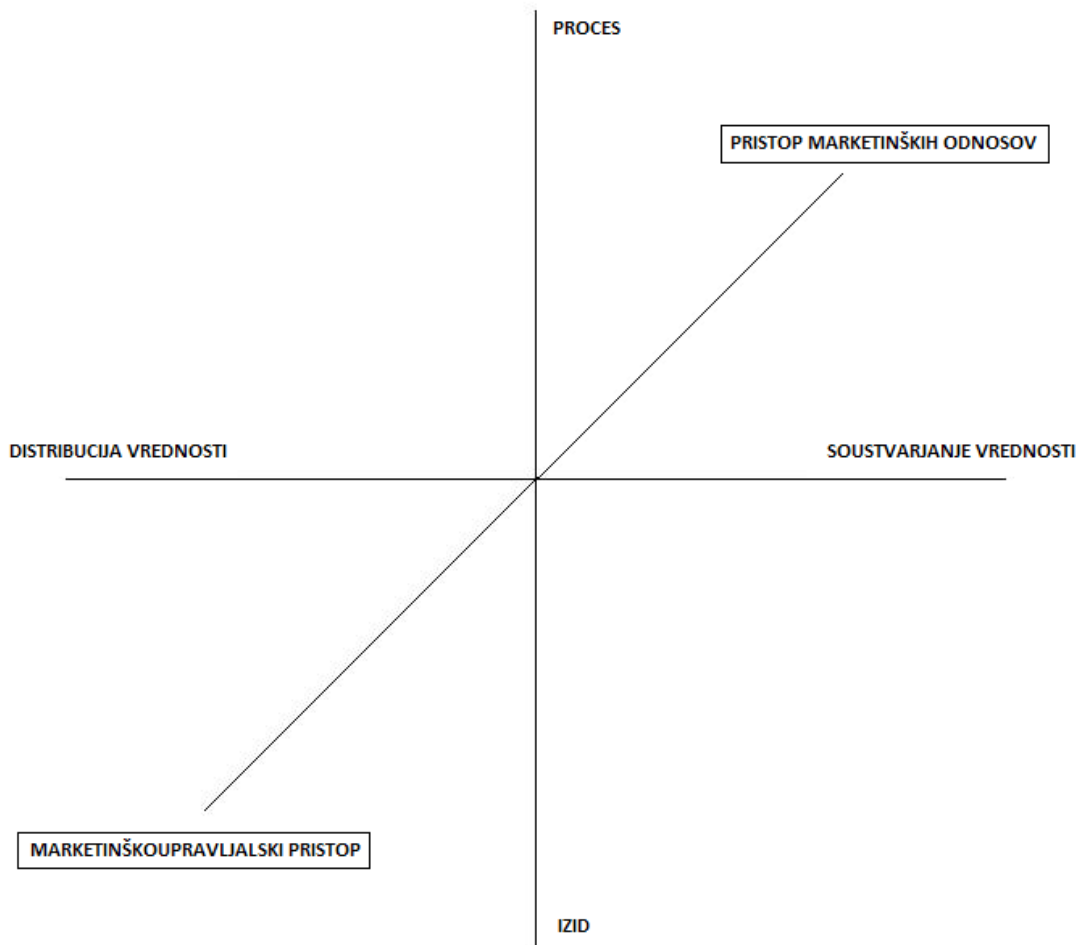 PROCES
PRISTOP MARKETINŠKIH ODNOSOV
DISTRIBUCIJA VREDNOSTI
SOUSTVARJANJE VREDNOSTI
MARKETINŠKOUPRAVLJALSKI PRISTOP
IZID